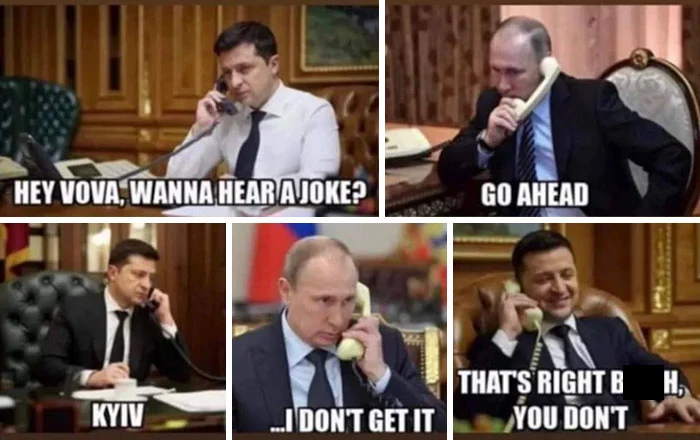 HEY VOVA, WANNA HEAR A JOKE?
GO AHEAD
KYIV
...I DON'T GET IT
THAT'S RIGHT B H,
YOU DON'T